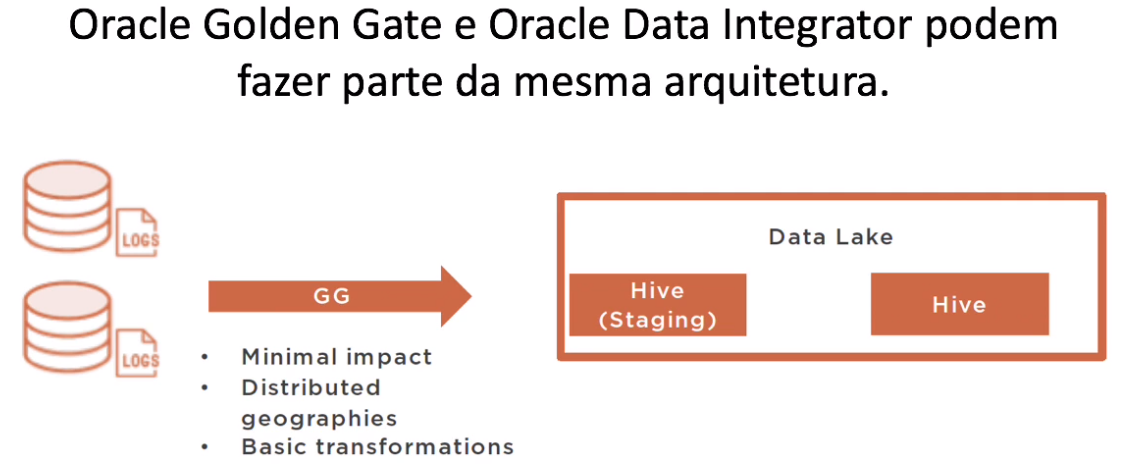 Oracle Golden Gate e Oracle Data Integrator podem
fazer parte da mesma arquitetura.
LOGS
LOGS
GG
• Minimal impact
• Distributed
geographies
• Basic transformations
Data Lake
Hive
(Staging)
Hive